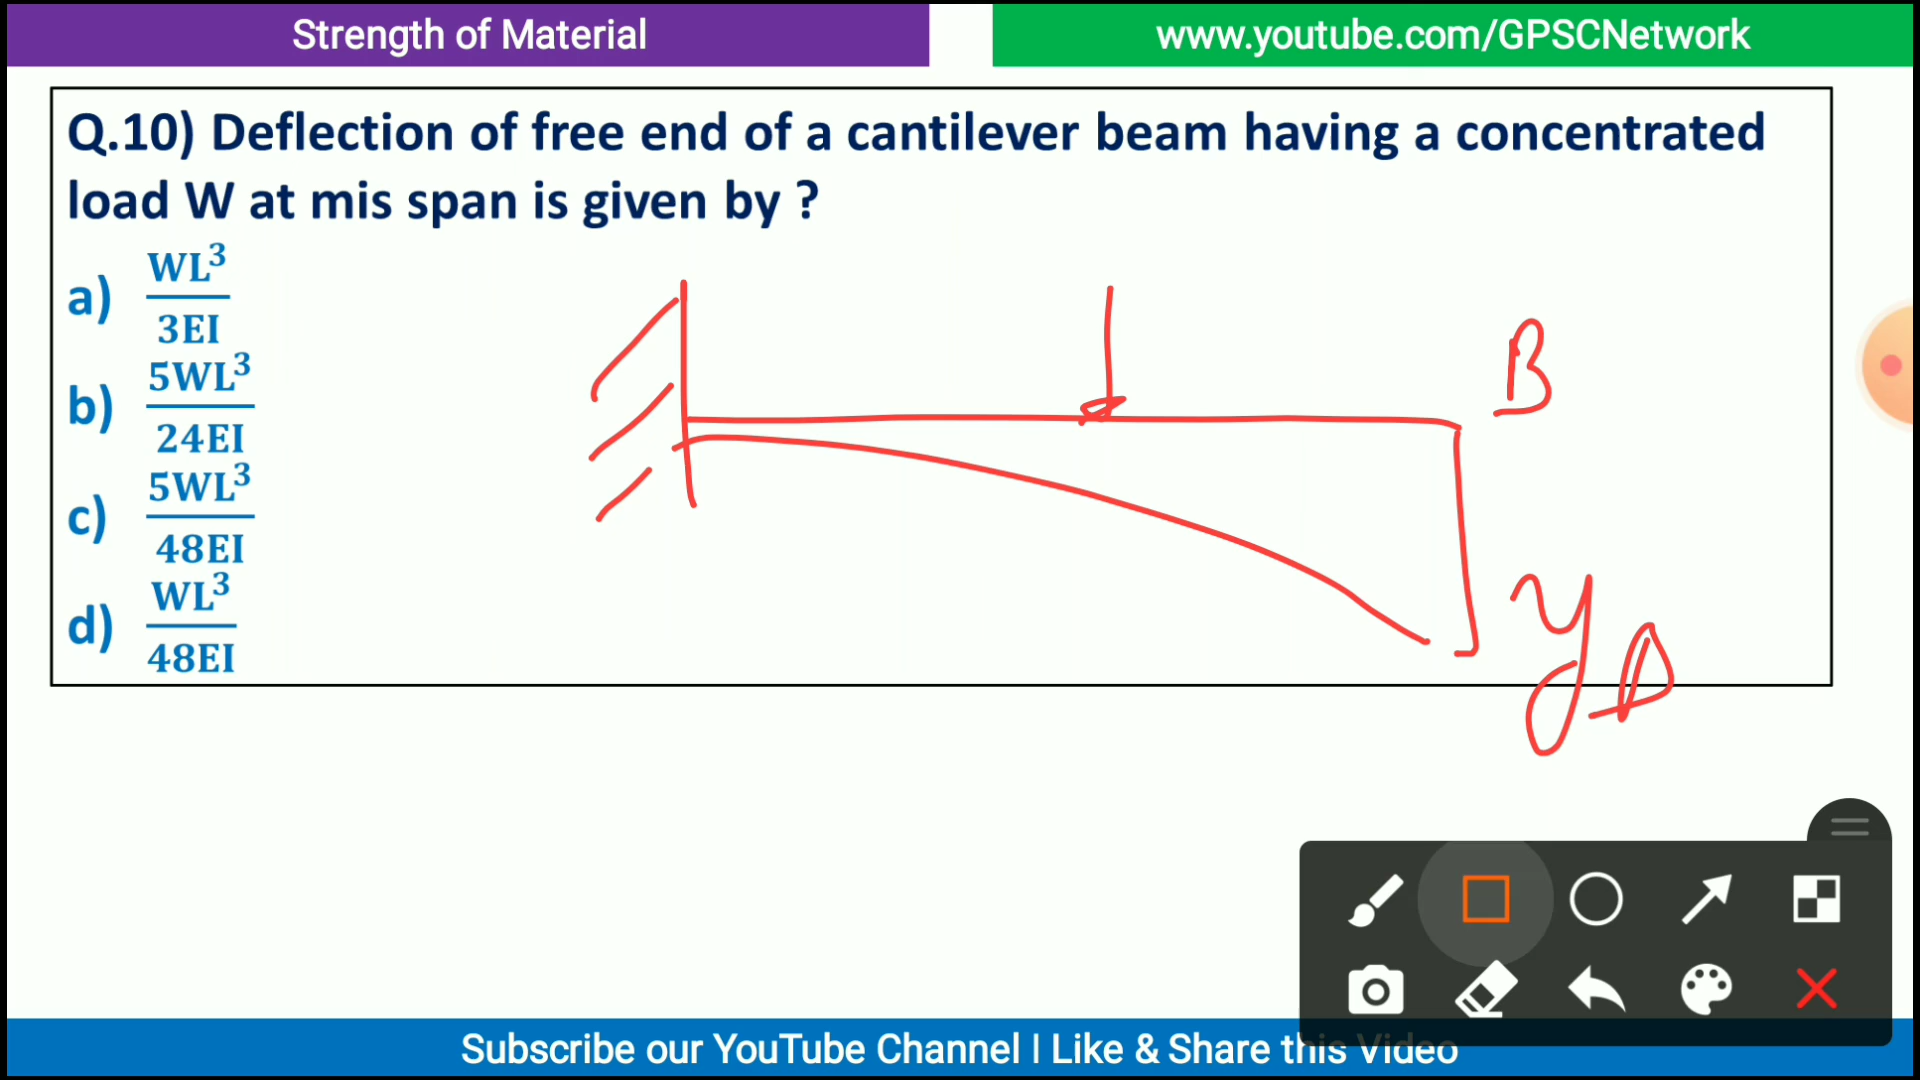 Strength of Material
www.youtube.com/GPSCNetwork
Q.10) Deflection of free end of a cantilever beam having a concentrated
load W at mis span is given by ?
a) WL³
3EI
b) 5WL³
24EI
c) 5WL³
48EI
d) WL³
48EI
B
yB
Subscribe our YouTube Channel | Like & Share this Video